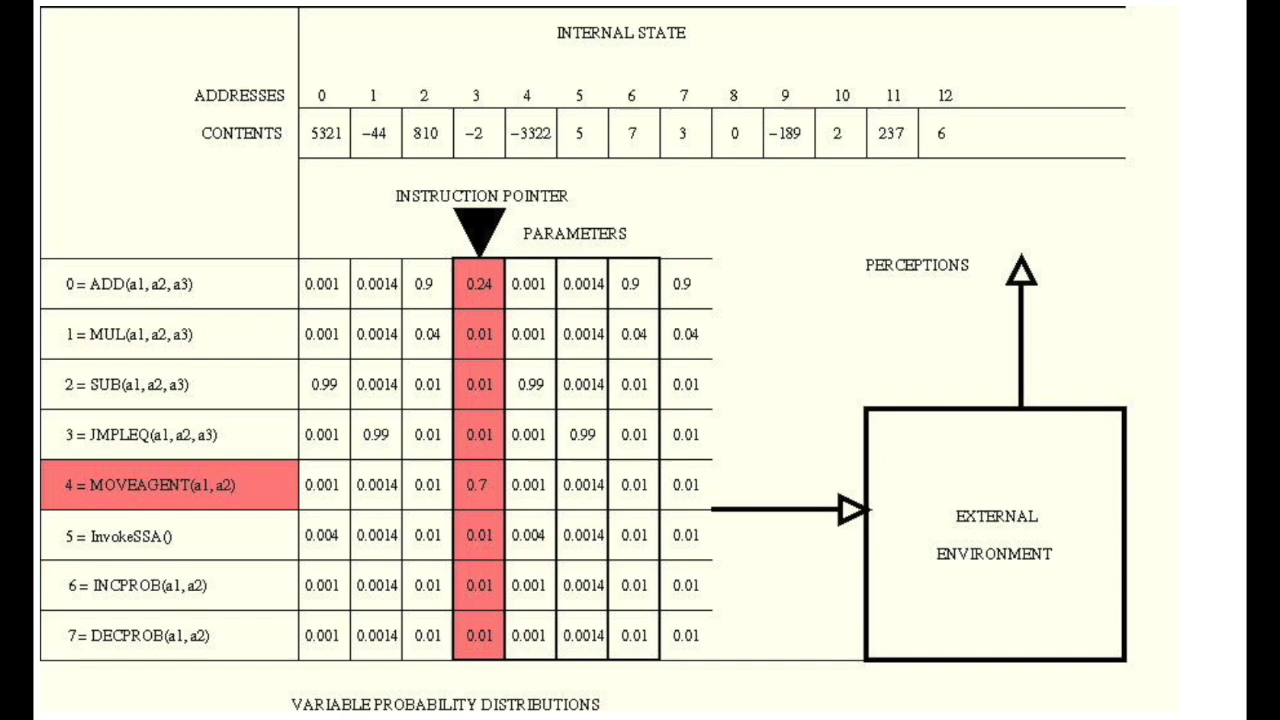 INTERNAL STATE
ADDRESSES 0 1 2 3 4 5 6 7 8 9 10 11 12
CONTENTS 5321 −44 810 −2 −3322 5 7 3 0 −189 2 237 6
INSTRUCTION POINTER
PARAMETERS
PERCEPTIONS
0 = ADD(a1, a2, a3) 0.001 0.0014 0.9 0.24 0.001 0.0014 0.9 0.9
1 = MUL(a1, a2, a3) 0.001 0.0014 0.04 0.01 0.001 0.0014 0.04 0.04
2 = SUB(a1, a2, a3) 0.99 0.0014 0.01 0.01 0.99 0.0014 0.01 0.01
3 = JMPLEQ(a1, a2, a3) 0.001 0.99 0.01 0.01 0.001 0.99 0.01 0.01
4 = MOVEAGENT(a1, a2) 0.001 0.0014 0.01 0.7 0.001 0.0014 0.01 0.01
5 = InvokeSSA() 0.004 0.0014 0.01 0.01 0.004 0.0014 0.01 0.01
6 = INCPROB(a1, a2) 0.001 0.0014 0.01 0.01 0.001 0.0014 0.01 0.01
7 = DECPROB(a1, a2) 0.001 0.0014 0.01 0.01 0.001 0.0014 0.01 0.01
EXTERNAL
ENVIRONMENT
VARIABLE PROBABILITY DISTRIBUTIONS